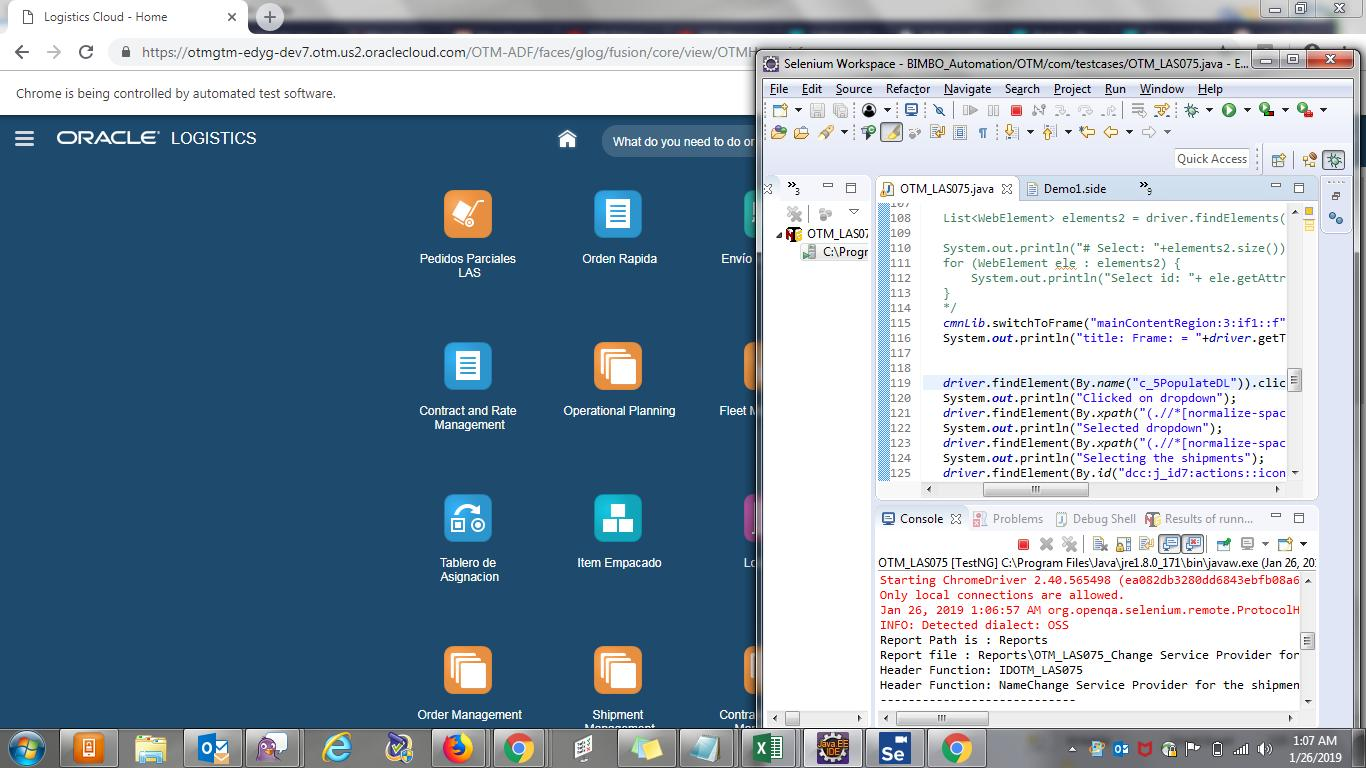 Logistics Cloud - Home
https://otmgtm-edyg-dev7.otm.us2.oraclecloud.com/OTM-ADF/faces/glog/fusion/core/view/OTMH
Chrome is being controlled by automated test software.
ORACLE LOGISTICS
What do you need to do or
Pedidos Parciales
LAS
Orden Rapida
Envío
Contract and Rate
Management
Operational Planning
Fleet M
Tablero de
Asignacion
Item Empacado
Lo
Order Management
Shipment
Management
Contra
Selenium Workspace - BIMBO_Automation/OTM/com/testcases/OTM_LAS075.java - E...
File Edit Source Refactor Navigate Search Project Run Window Help
Quick Access
3
OTM_LAS07
C:\Progr
OTM_LAS075.java
Demo1.side
9
107
108 List<WebElement> elements2 = driver.findElements(
109
110 System.out.println("# Select: "+elements2.size())
111 for (WebElement ele : elements2) {
112 System.out.println("Select id: "+ ele.getAttr
113 }
114 */
115 cmnLib.switchToFrame("mainContentRegion:3:if1::f"
116 System.out.println("title: Frame: = "+driver.getT
117
118
119 driver.findElement(By.name("c_5PopulateDL")).clic
120 System.out.println("Clicked on dropdown");
121 driver.findElement(By.xpath("(.//*[normalize-spac
122 System.out.println("Selected dropdown");
123 driver.findElement(By.xpath("(.//*[normalize-spac
124 System.out.println("Selecting the shipments");
125 driver.findElement(By.id("dcc:j_id7:actions::icon
Console
Problems
Debug Shell
Results of runn...
OTM_LAS075 [TestNG] C:\Program Files\Java\jre1.8.0_171\bin\javaw.exe (Jan 26, 20
Starting ChromeDriver 2.40.565498 (ea082db3280dd6843ebfb08a6
Only local connections are allowed.
Jan 26, 2019 1:06:57 AM org.openqa.selenium.remote.ProtocolH
INFO: Detected dialect: OSS
Report Path is : Reports
Report file : Reports\OTM_LAS075_Change Service Provider for
Header Function: IDOTM_LAS075
Header Function: NameChange Service Provider for the shipmen
----------------------------
Java EE
IDE
Se
1:07 AM
1/26/2019